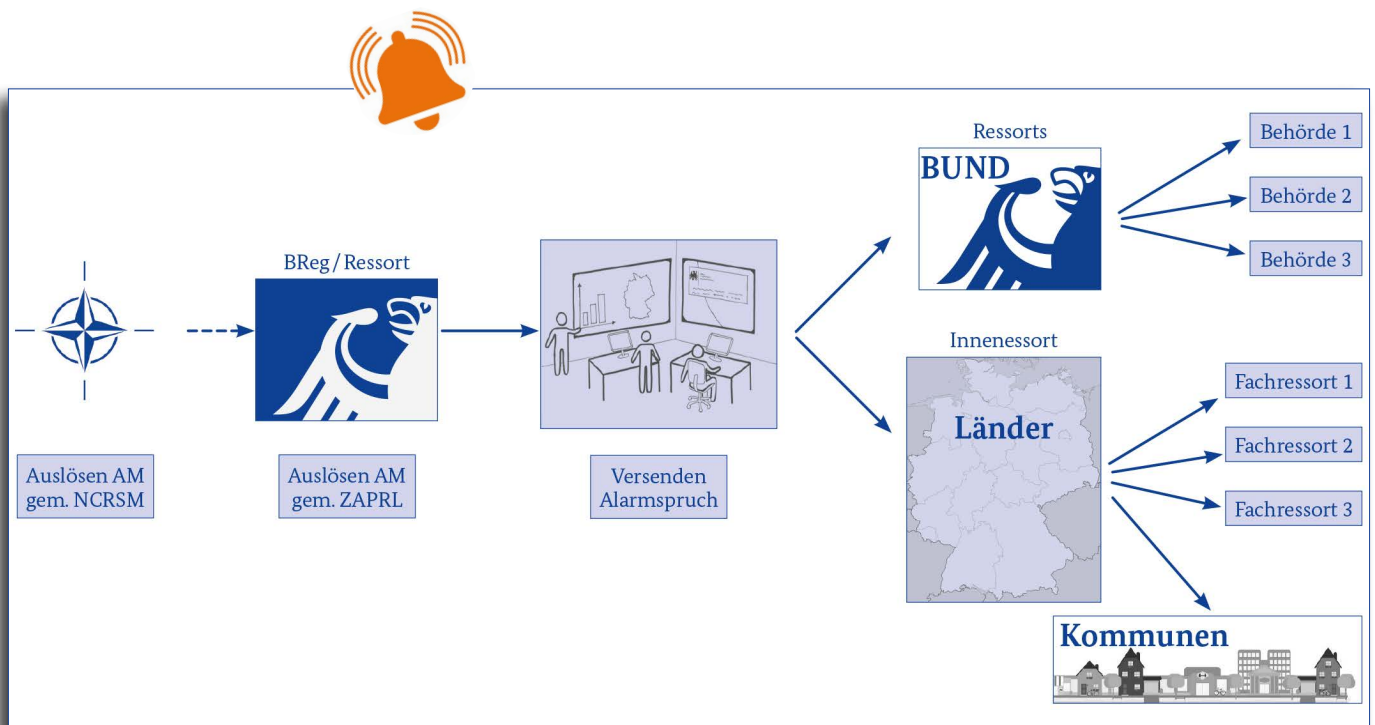 Ressorts
BUND
Behörde 1
Behörde 2
Behörde 3
BReg / Ressort
Innenessort
Länder
Fachressort 1
Fachressort 2
Fachressort 3
Auslösen AM
gem. NCRSM
Auslösen AM
gem. ZAPRL
Versenden
Alarmspruch
Kommunen